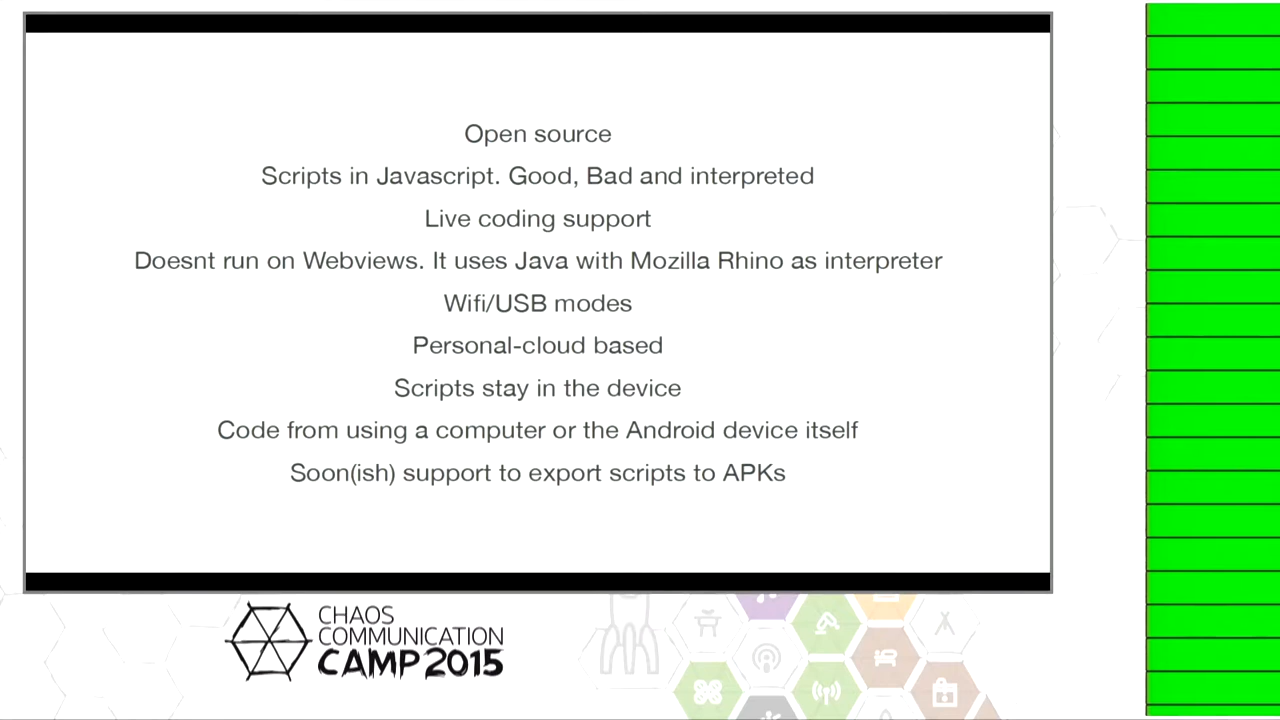 Open source
Scripts in Javascript. Good, Bad and interpreted
Live coding support
Doesnt run on Webviews. It uses Java with Mozilla Rhino as interpreter
Wifi/USB modes
Personal-cloud based
Scripts stay in the device
Code from using a computer or the Android device itself
Soon(ish) support to export scripts to APKs
CHAOS
COMMUNICATION
CAMP 2015